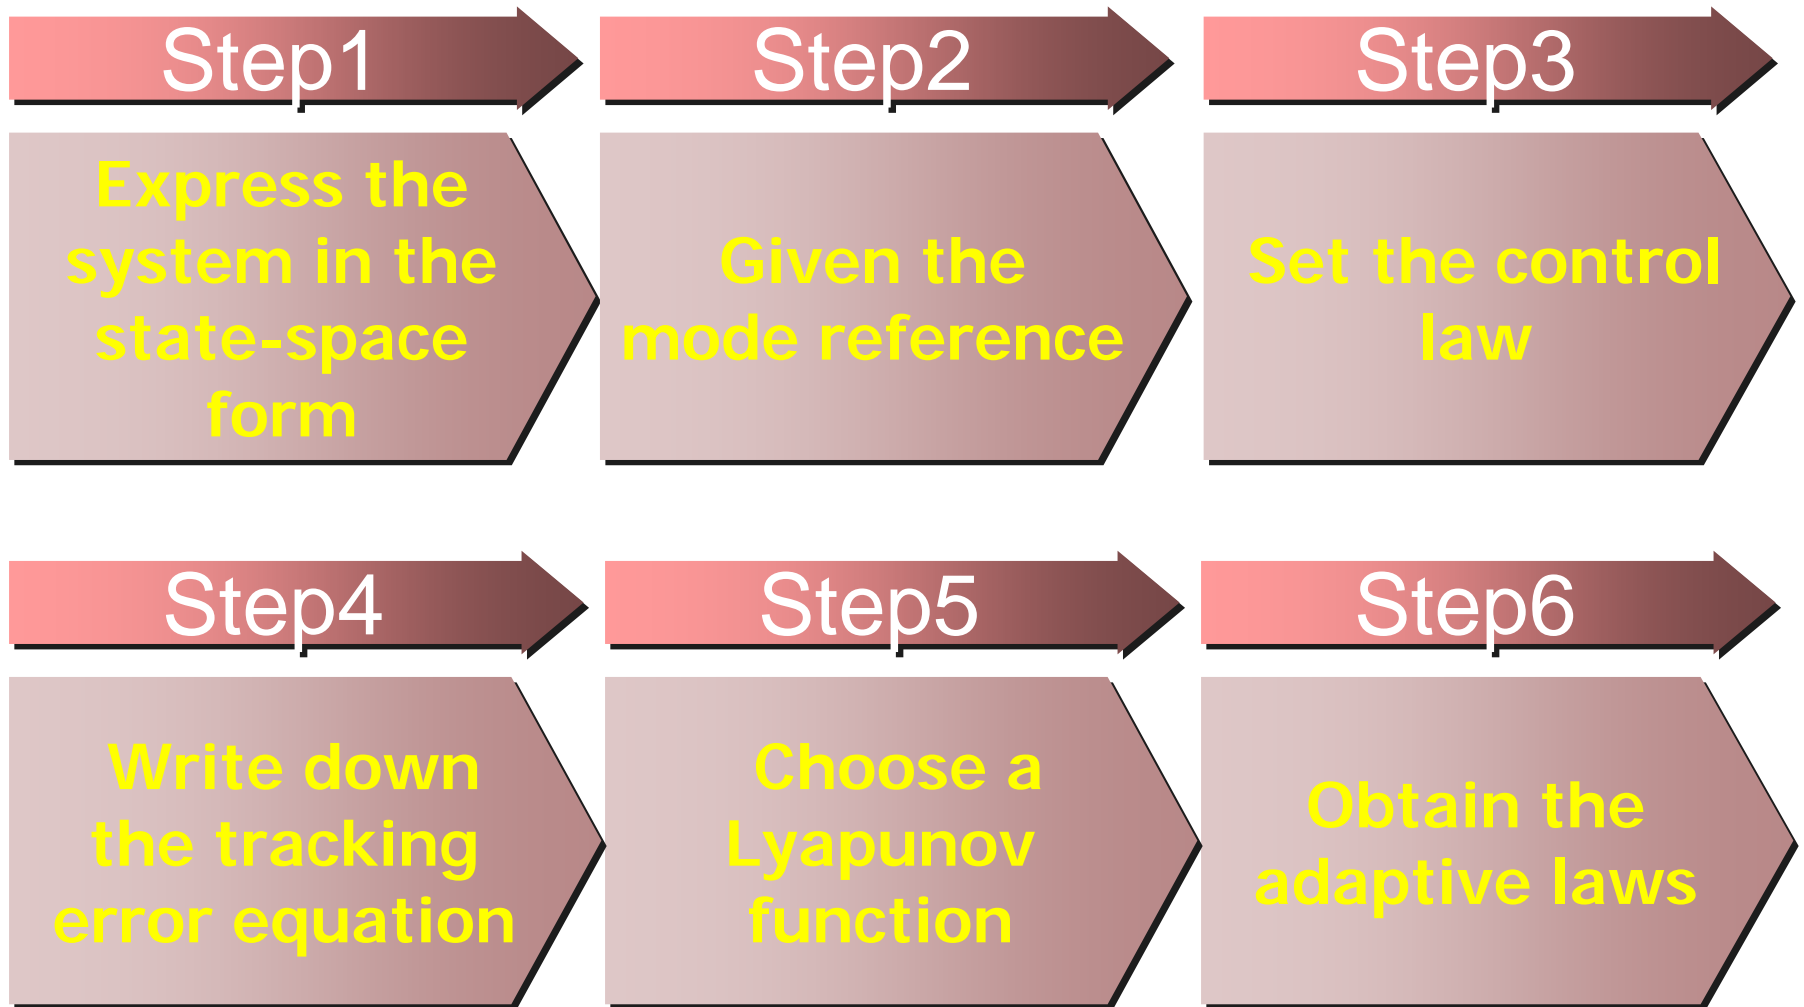 Step1
Step2
Step3
Express the
system in the
state-space
form
Given the
mode reference
Set the control
law
Step4
Step5
Step6
Write down
the tracking
error equation
Choose a
Lyapunov
function
Obtain the
adaptive laws